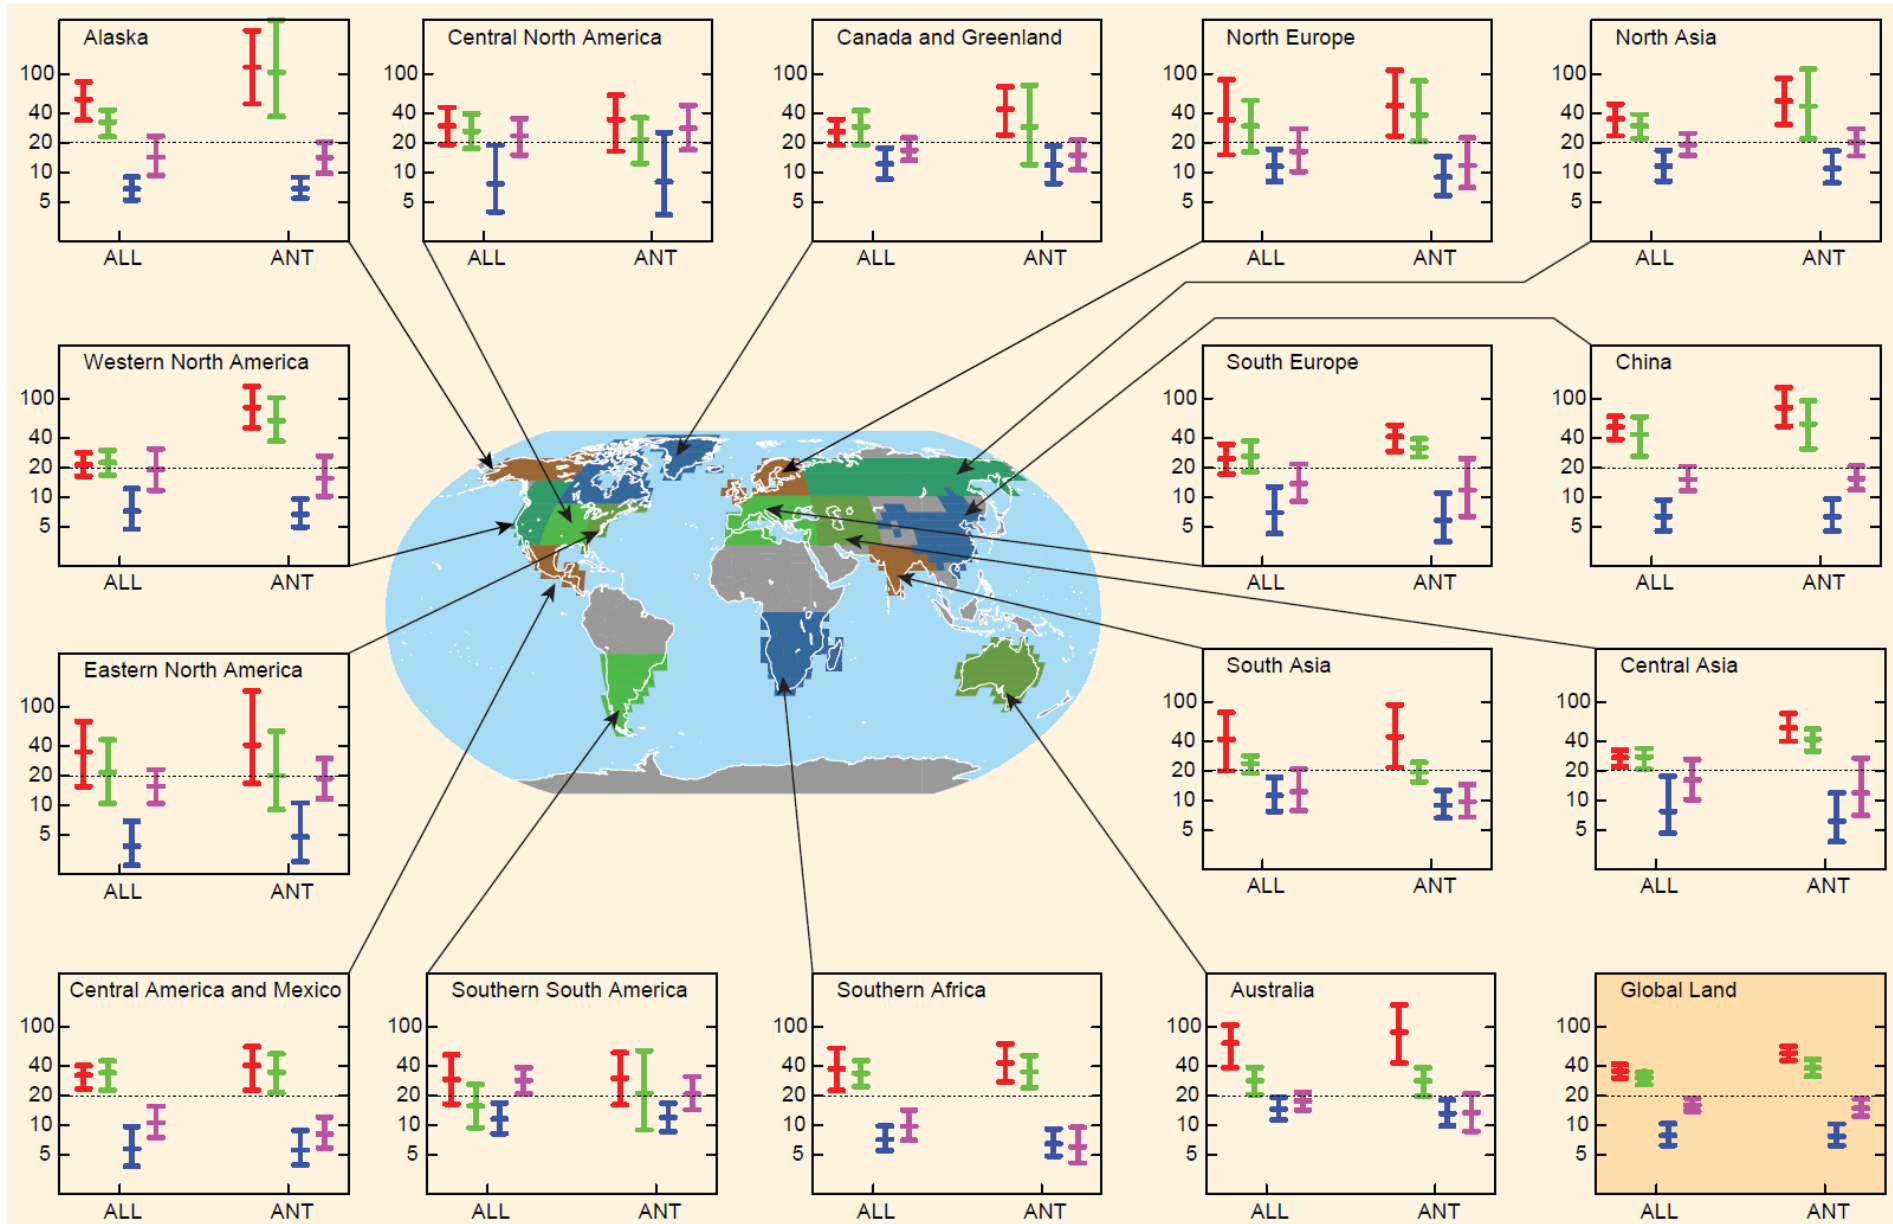 Alaska
100
40
20
10
5
ALL ANT
Central North America
100
40
20
10
5
ALL ANT
Canada and Greenland
100
40
20
10
5
ALL ANT
North Europe
100
40
20
10
5
ALL ANT
North Asia
100
40
20
10
5
ALL ANT
Western North America
100
40
20
10
5
ALL ANT
South Europe
100
40
20
10
5
ALL ANT
China
100
40
20
10
5
ALL ANT
Eastern North America
100
40
20
10
5
ALL ANT
South Asia
100
40
20
10
5
ALL ANT
Central Asia
100
40
20
10
5
ALL ANT
Central America and Mexico
100
40
20
10
5
ALL ANT
Southern South America
100
40
20
10
5
ALL ANT
Southern Africa
100
40
20
10
5
ALL ANT
Australia
100
40
20
10
5
ALL ANT
Global Land
100
40
20
10
5
ALL ANT